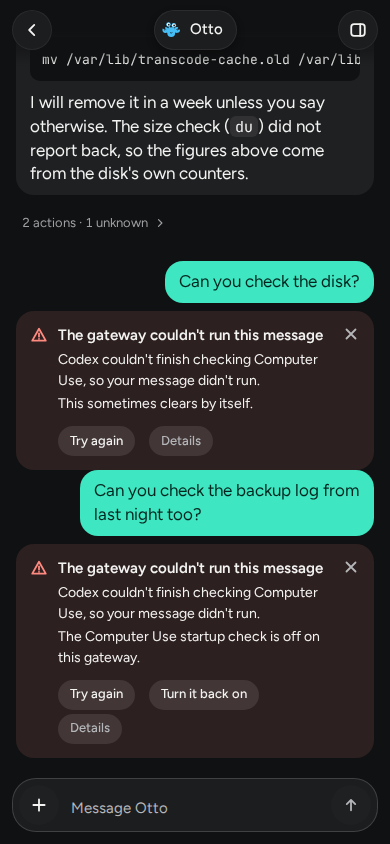 Otto
mv /var/lib/transcode-cache.old /var/lib
I will remove it in a week unless you say
otherwise. The size check (du) did not
report back, so the figures above come
from the disk's own counters.
2 actions · 1 unknown
Can you check the disk?
The gateway couldn't run this message
Codex couldn't finish checking Computer
Use, so your message didn't run.
This sometimes clears by itself.
Try again Details
Can you check the backup log from
last night too?
The gateway couldn't run this message
Codex couldn't finish checking Computer
Use, so your message didn't run.
The Computer Use startup check is off on
this gateway.
Try again Turn it back on
Details
Message Otto